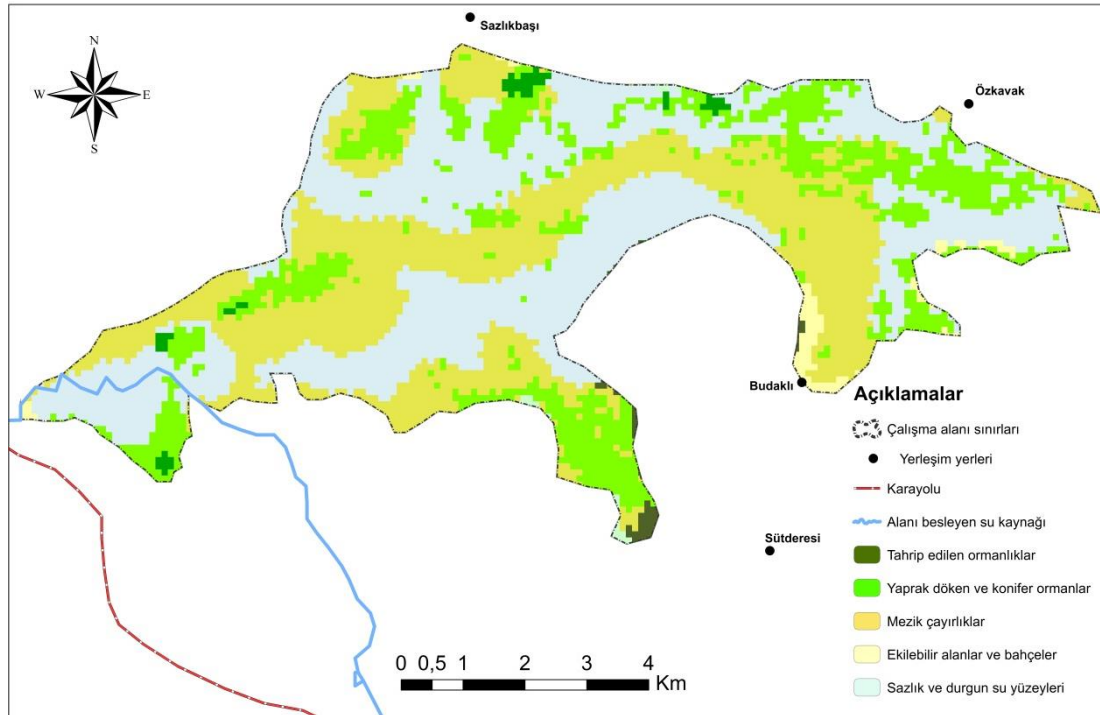 Sazlıkbaşı
N
W
E
S
Özkavak
Budaklı
Açıklamalar
Çalışma alanı sınırları
Yerleşim yerleri
Karayolu
Alanı besleyen su kaynağı
Sütderesi
Tahrip edilen ormanlıklar
Yaprak döken ve konifer ormanlar
Mezik çayırlıklar
Ekilebilir alanlar ve bahçeler
Sazlık ve durgun su yüzeyleri
0 0,5 1 2 3 4
Km